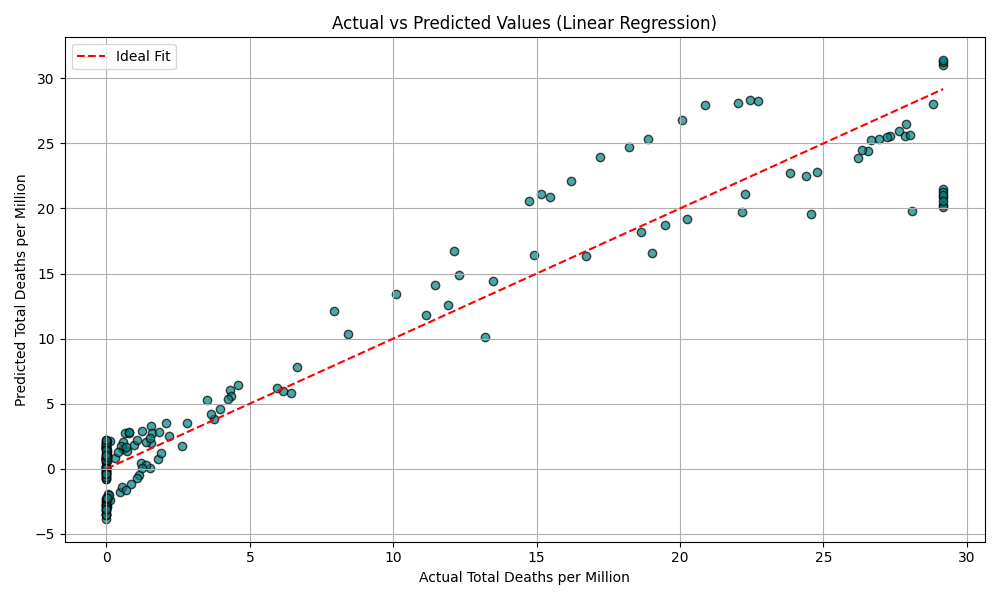 Actual vs Predicted Values (Linear Regression)
Ideal Fit
Predicted Total Deaths per Million
30
25
20
15
10
5
0
−5
0 5 10 15 20 25 30
Actual Total Deaths per Million